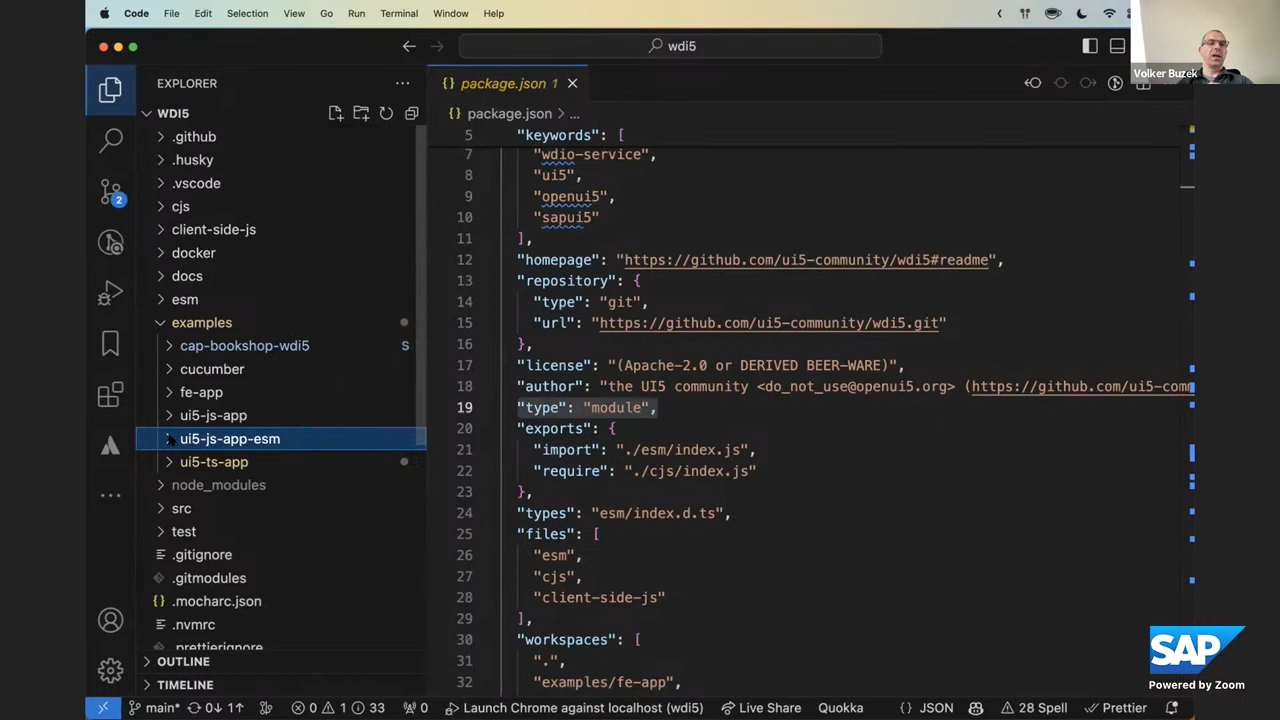 Code File Edit Selection View Go Run Terminal Window Help
wdi5
Volker Buzek
EXPLORER
package.json 1
WDI5
package.json > ...
.github
.husky
.vscode
cjs
client-side-js
docker
docs
esm
examples
cap-bookshop-wdi5 S
cucumber
fe-app
ui5-js-app
ui5-js-app-esm
ui5-ts-app
node_modules
src
test
.gitignore
.gitmodules
.mocharc.json
.nvmrc
.prettierignore
OUTLINE
TIMELINE
2
5 "keywords": [
7 "wdio-service",
8 "ui5",
9 "openui5",
10 "sapui5"
11 ],
12 "homepage": "https://github.com/ui5-community/wdi5#readme",
13 "repository": {
14 "type": "git",
15 "url": "https://github.com/ui5-community/wdi5.git"
16 },
17 "license": "(Apache-2.0 or DERIVED BEER-WARE)",
18 "author": "the UI5 community <do_not_use@openui5.org> (https://github.com/ui5-com
19 "type": "module",
20 "exports": {
21 "import": "./esm/index.js",
22 "require": "./cjs/index.js"
23 },
24 "types": "esm/index.d.ts",
25 "files": [
26 "esm",
27 "cjs",
28 "client-side-js"
29 ],
30 "workspaces": [
31 ".",
32 "examples/fe-app",
SAP
Powered by Zoom
main* 0↓ 1↑ 0 1 33 0 Launch Chrome against localhost (wdi5) Live Share Quokka {} JSON 28 Spell Prettier